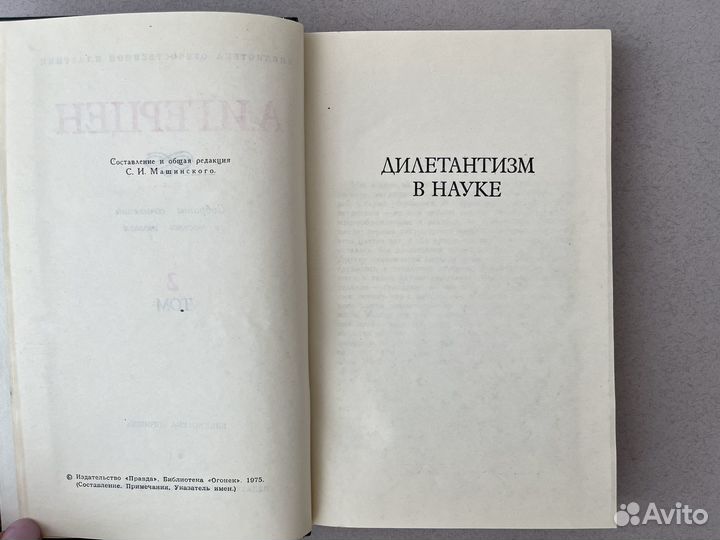 Составление и общая редакция
С. И. Машинского.
© Издательство «Правда». Библиотека «Огонек». 1975.
(Составление. Примечания. Указатель имен.)
ДИЛЕТАНТИЗМ
В НАУКЕ
Avito